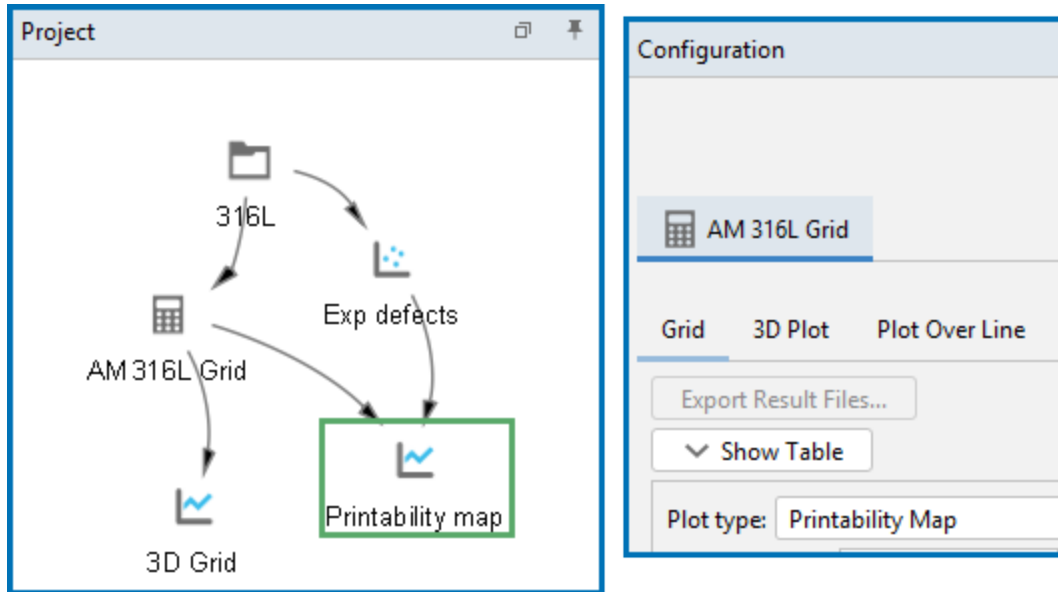 Project
316L
Exp defects
AM 316L Grid
Printability map
3D Grid
Configuration
AM 316L Grid
Grid 3D Plot Plot Over Line
Export Result Files...
Show Table
Plot type: Printability Map